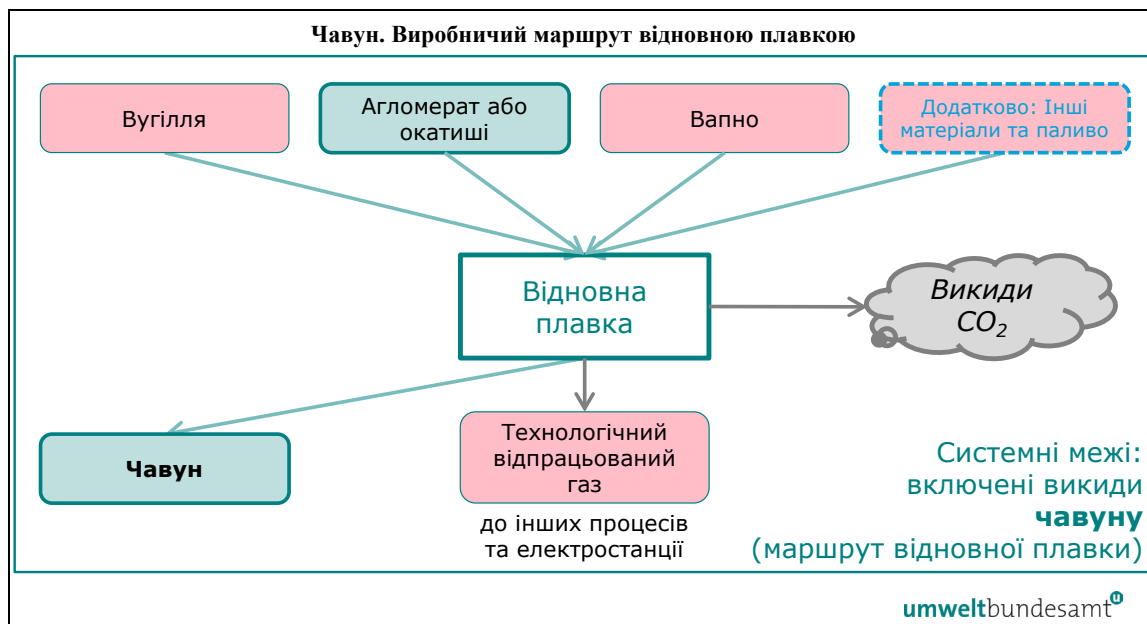 Чавун. Виробничий маршрут відновною плавкою
Вугілля
Агломерат або
окатиші
Вапно
Додатково: Інші
матеріали та паливо
Відновна
плавка
Викиди
CO2
Чавун
Технологічний
відпрацьований
газ
до інших процесів
та електростанції
Системні межі:
включені викиди
чавуну
(маршрут відновної плавки)
umweltbundesamt
u